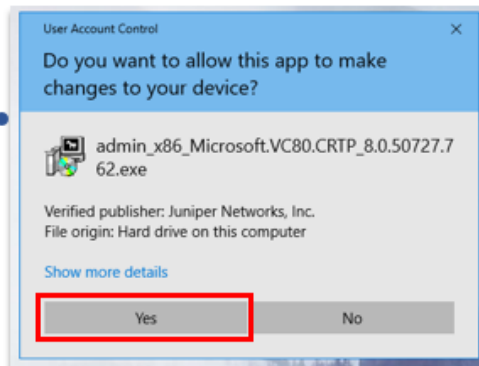 User Account Control
Do you want to allow this app to make
changes to your device?
admin_x86_Microsoft.VC80.CRTP_8.0.50727.7
62.exe
Verified publisher: Juniper Networks, Inc.
File origin: Hard drive on this computer
Show more details
Yes
No